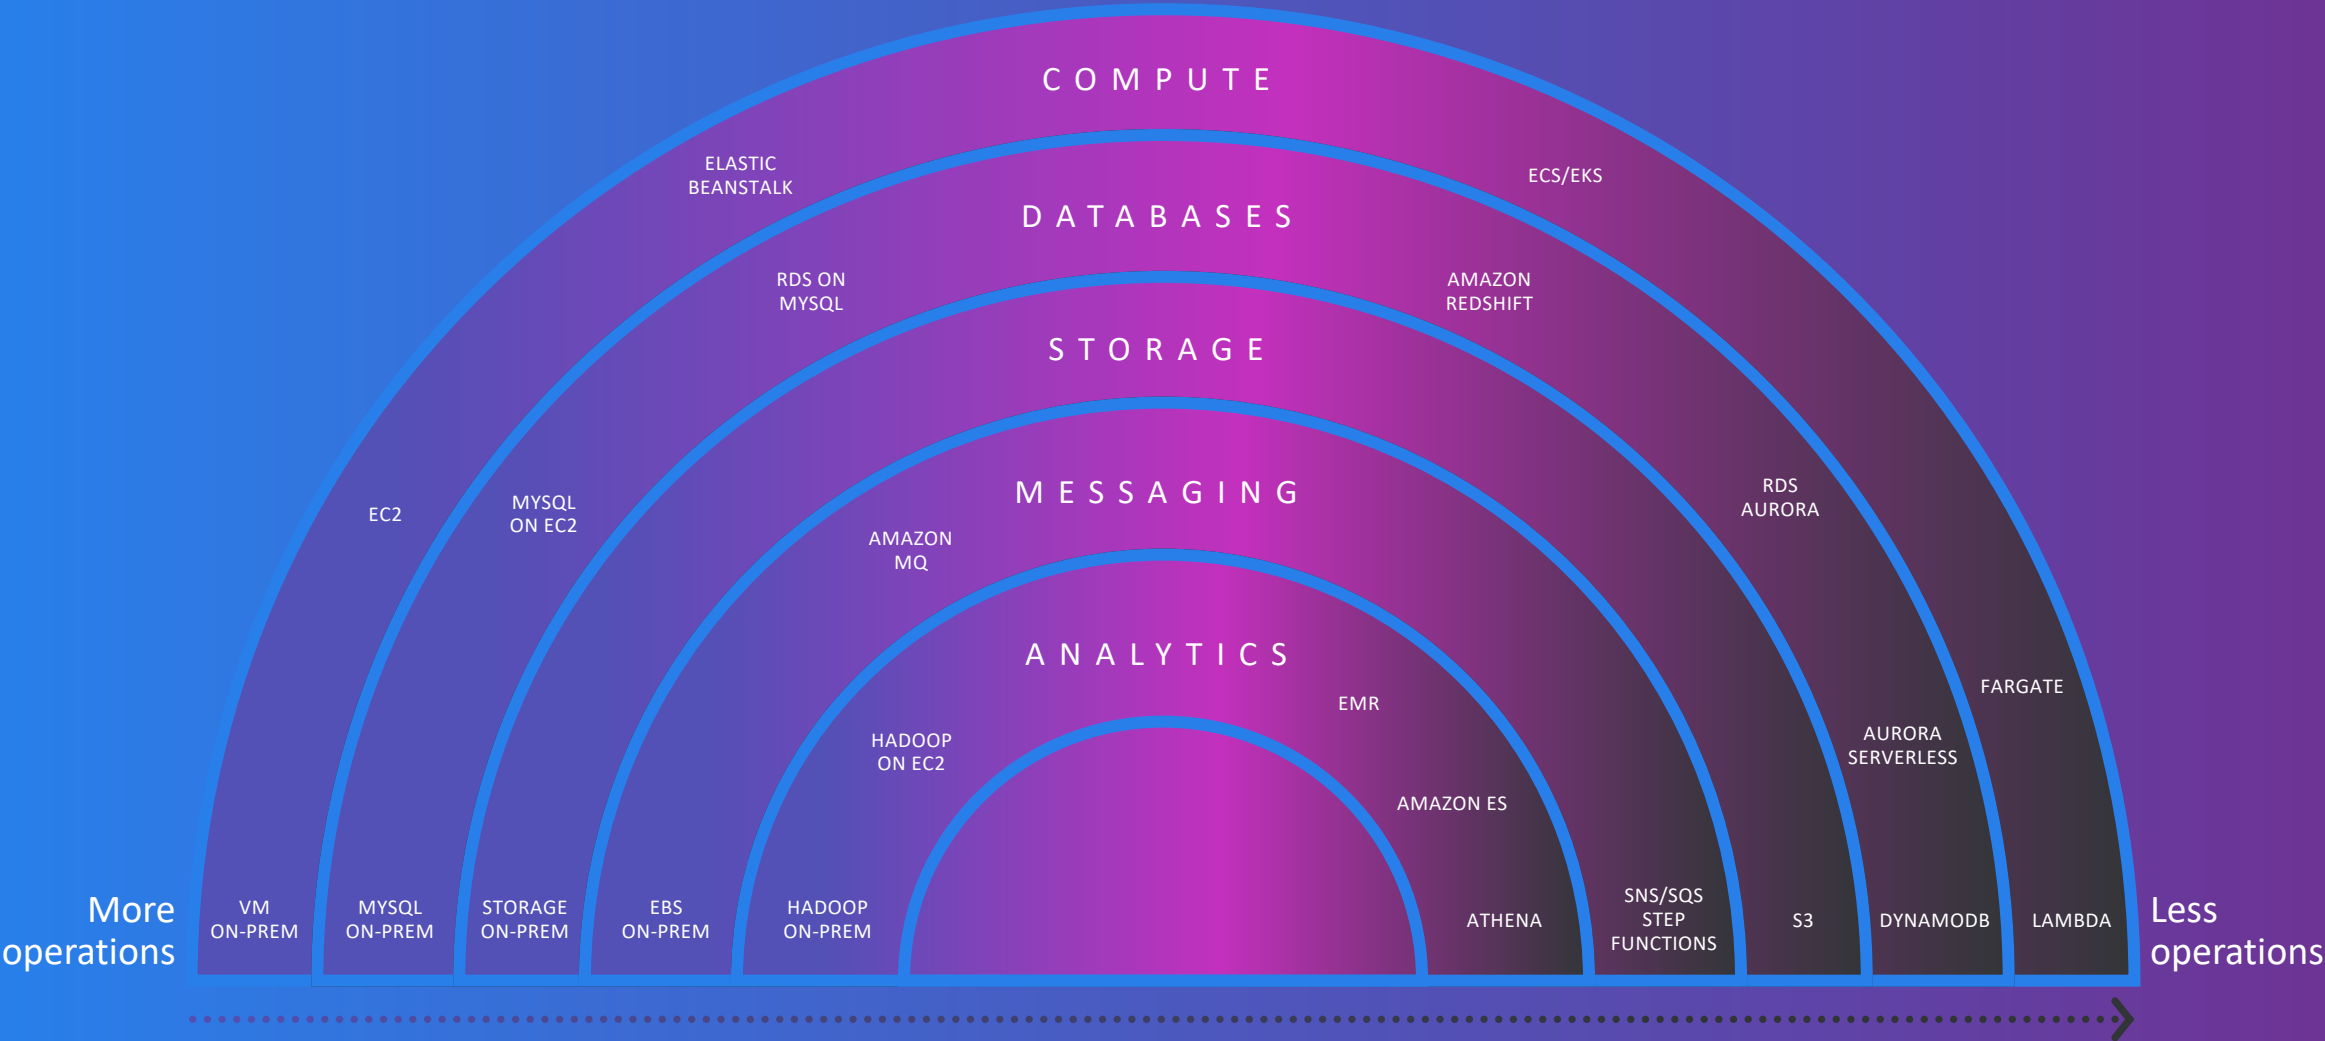 COMPUTE
ELASTIC
BEANSTALK
ECS/EKS
DATABASES
RDS ON
MYSQL
AMAZON
REDSHIFT
STORAGE
MESSAGING
EC2
MYSQL
ON EC2
RDS
AURORA
AMAZON
MQ
ANALYTICS
FARGATE
EMR
HADOOP
ON EC2
AURORA
SERVERLESS
AMAZON ES
More
operations
VM
ON-PREM
MYSQL
ON-PREM
STORAGE
ON-PREM
EBS
ON-PREM
HADOOP
ON-PREM
ATHENA
SNS/SQS
STEP
FUNCTIONS
S3
DYNAMODB
LAMBDA
Less
operations